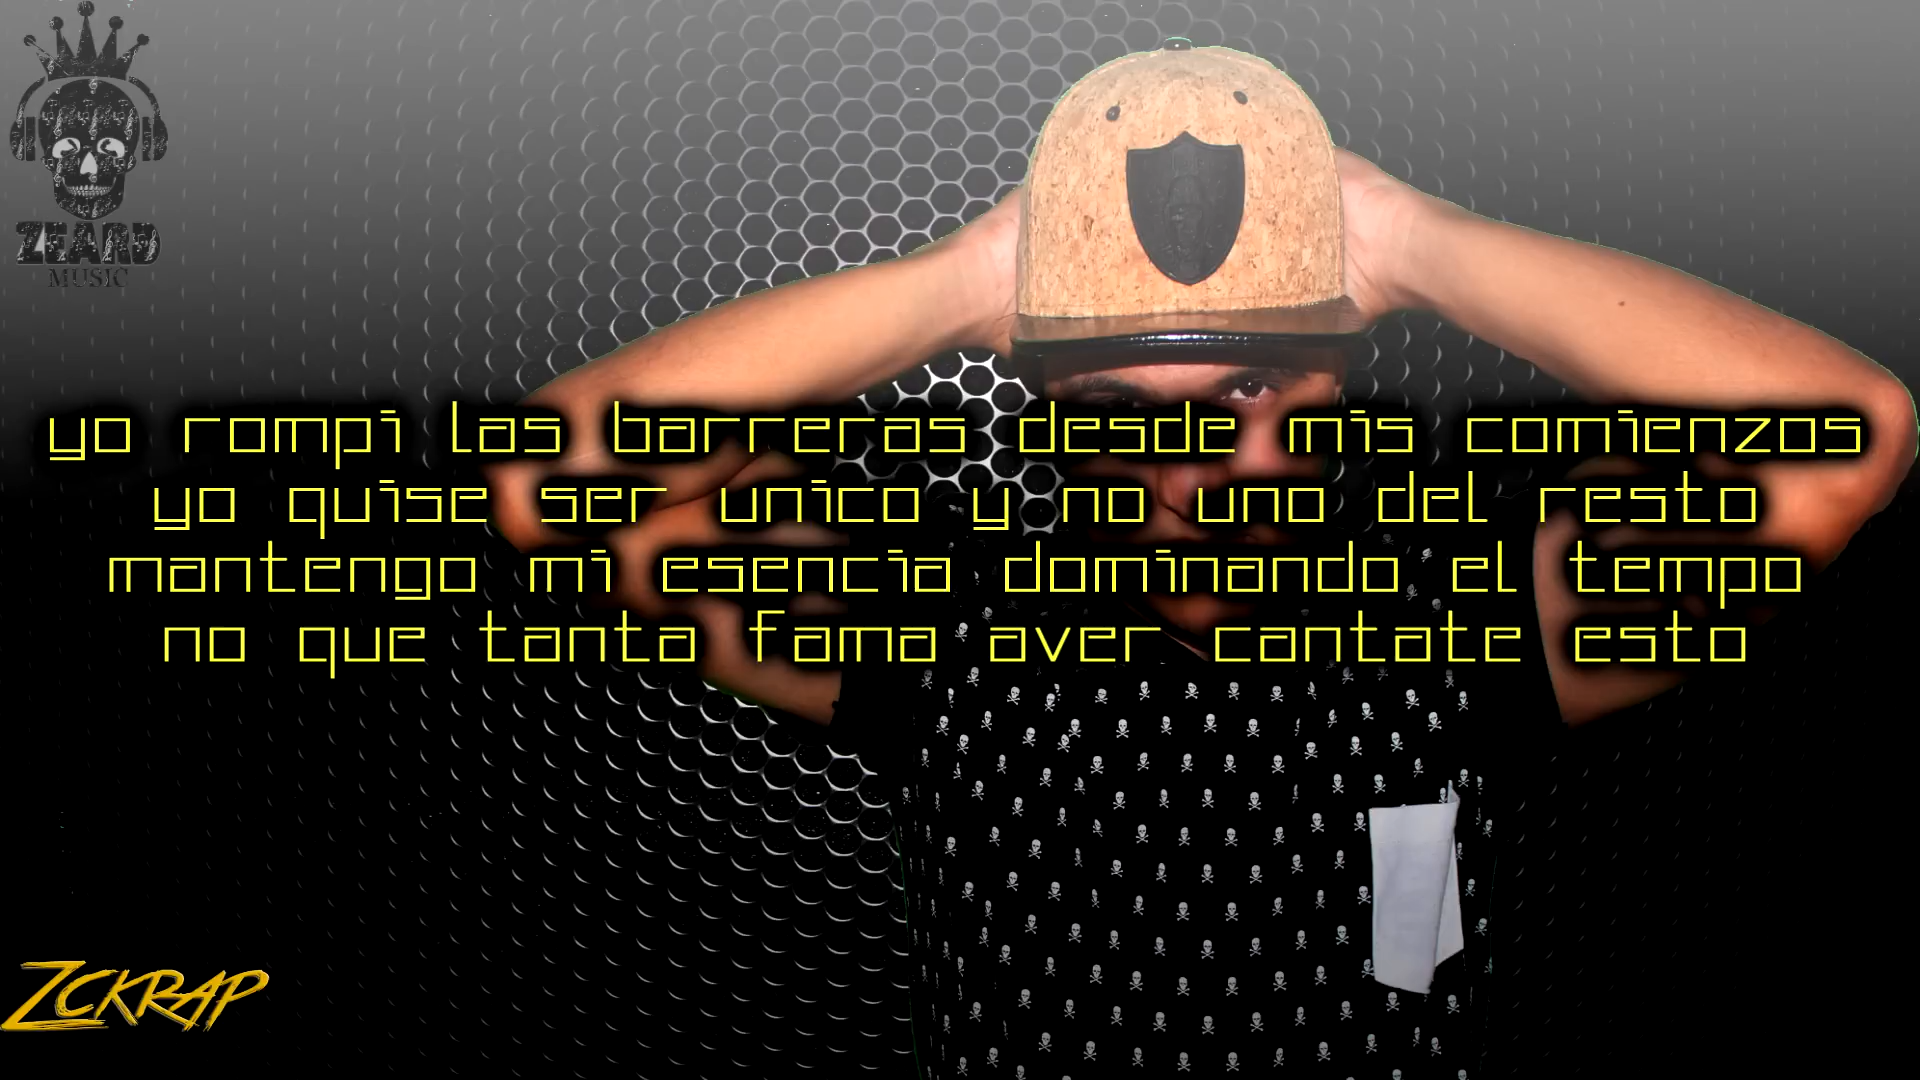 ZEARD
MUSIC
yo rompi las barreras desde mis comienzos
yo quise ser unico y no uno del resto
mantengo mi esencia dominando el tempo
no que tanta fama aver cantate esto
ZCKRAP